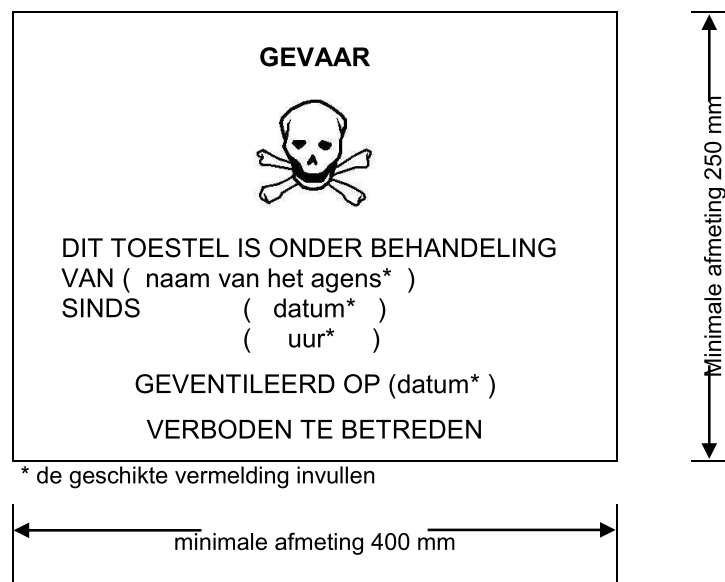 GEVAAR
DIT TOESTEL IS ONDER BEHANDELING
VAN ( naam van het agens* )
SINDS ( datum* )
( uur* )
GEVENTILEERD OP (datum* )
VERBODEN TE BETREDEN
* de geschikte vermelding invullen
minimale afmeting 400 mm
Minimale afmeting 250 mm